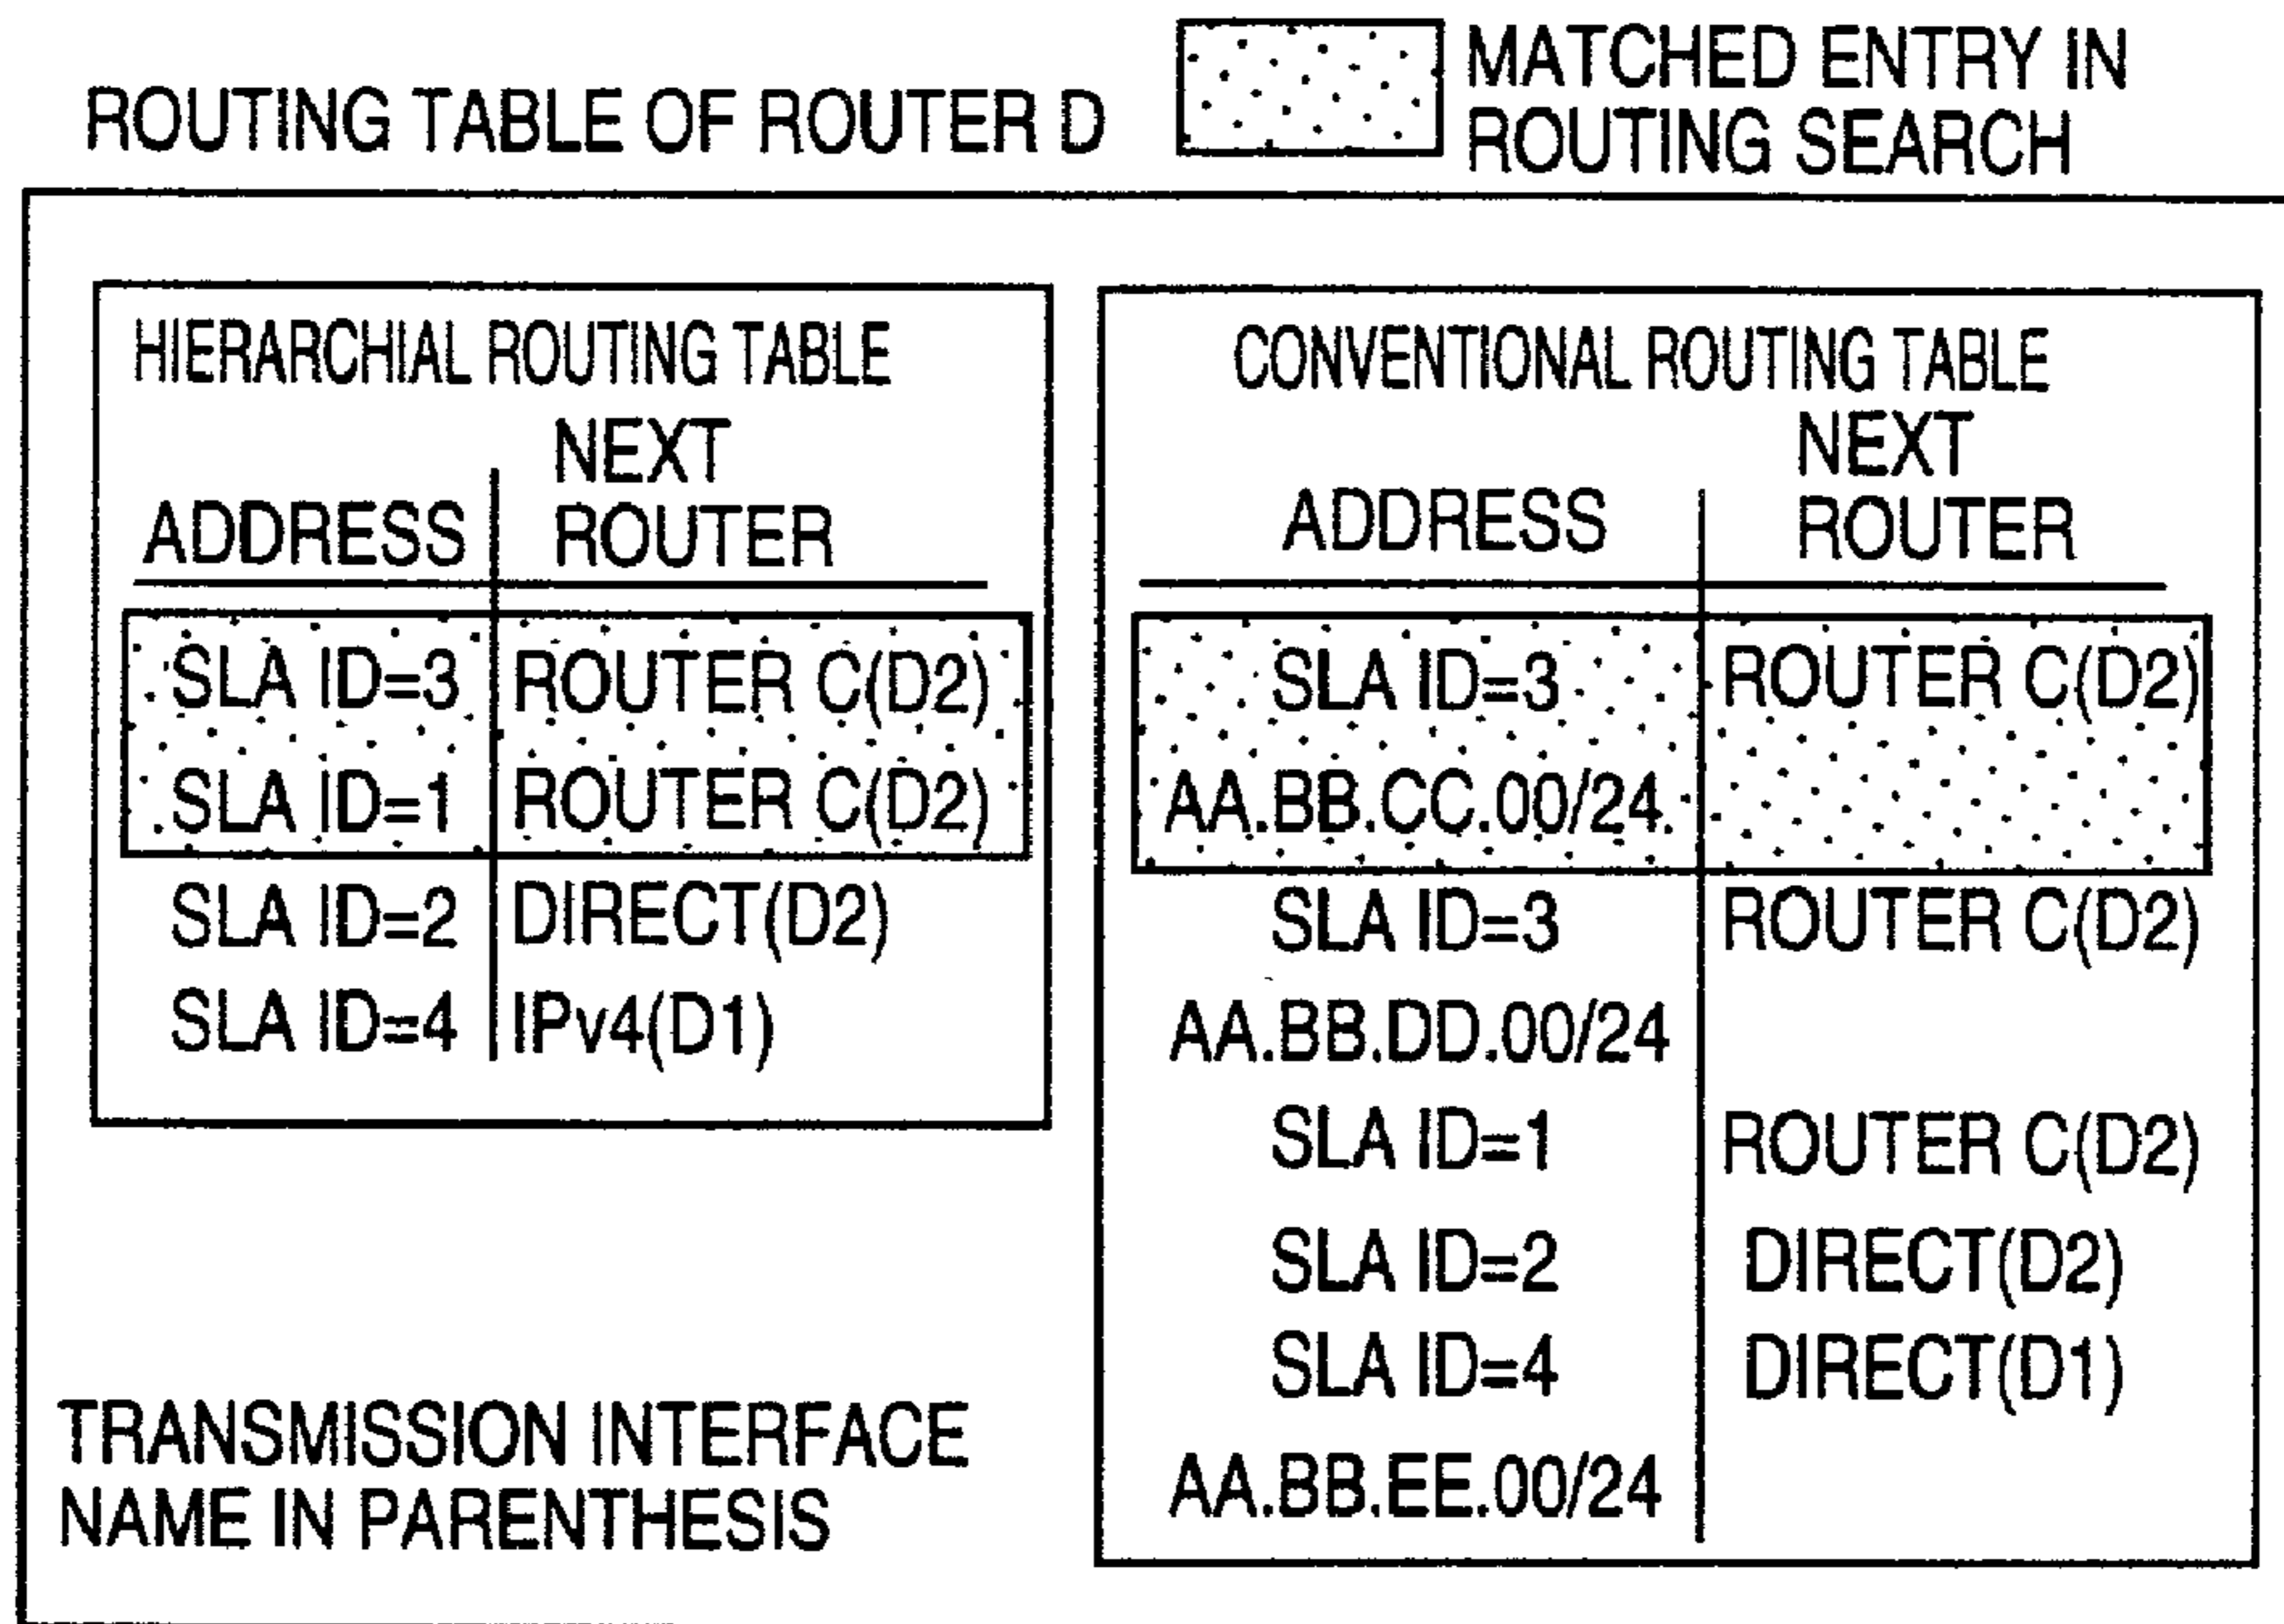 ROUTING TABLE OF ROUTER D
MATCHED ENTRY IN
ROUTING SEARCH
HIERARCHIAL ROUTING TABLE
NEXT
ADDRESS ROUTER
SLA ID=3 ROUTER C(D2)
SLA ID=1 ROUTER C(D2)
SLA ID=2 DIRECT(D2)
SLA ID=4 IPv4(D1)
TRANSMISSION INTERFACE
NAME IN PARENTHESIS
CONVENTIONAL ROUTING TABLE
NEXT
ADDRESS ROUTER
SLA ID=3 ROUTER C(D2)
AA.BB.CC.00/24
SLA ID=3 ROUTER C(D2)
AA.BB.DD.00/24
SLA ID=1 ROUTER C(D2)
SLA ID=2 DIRECT(D2)
SLA ID=4 DIRECT(D1)
AA.BB.EE.00/24